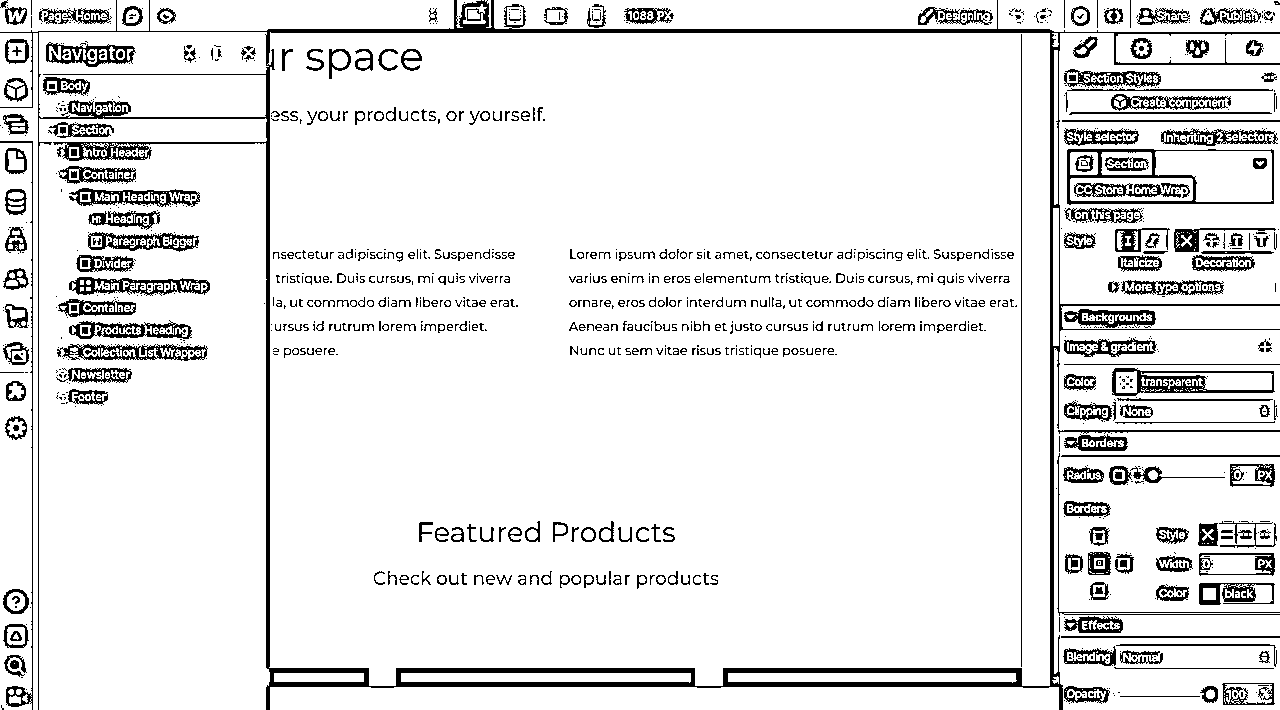 Page: Home
1088 PX
Designing
Share
Publish
Navigator
Body
Navigation
Section
Intro Header
Container
Main Heading Wrap
Heading 1
Paragraph Bigger
Divider
Main Paragraph Wrap
Container
Products Heading
Collection List Wrapper
Newsletter
Footer
ur space
ess, your products, or yourself.
nsectetur adipiscing elit. Suspendisse
tristique. Duis cursus, mi quis viverra
la, ut commodo diam libero vitae erat.
cursus id rutrum lorem imperdiet.
e posuere.
Lorem ipsum dolor sit amet, consectetur adipiscing elit. Suspendisse
varius enim in eros elementum tristique. Duis cursus, mi quis viverra
ornare, eros dolor interdum nulla, ut commodo diam libero vitae erat.
Aenean faucibus nibh et justo cursus id rutrum lorem imperdiet.
Nunc ut sem vitae risus tristique posuere.
Featured Products
Check out new and popular products
Section Styles
Create component
Style selector Inheriting 2 selectors
Section
CC Store Home Wrap
1 on this page
Style
Italicize Decoration
More type options
Backgrounds
Image & gradient
Color transparent
Clipping None
Borders
Radius 0 PX
Borders
Style
Width 0 PX
Color black
Effects
Blending Normal
Opacity 100 %